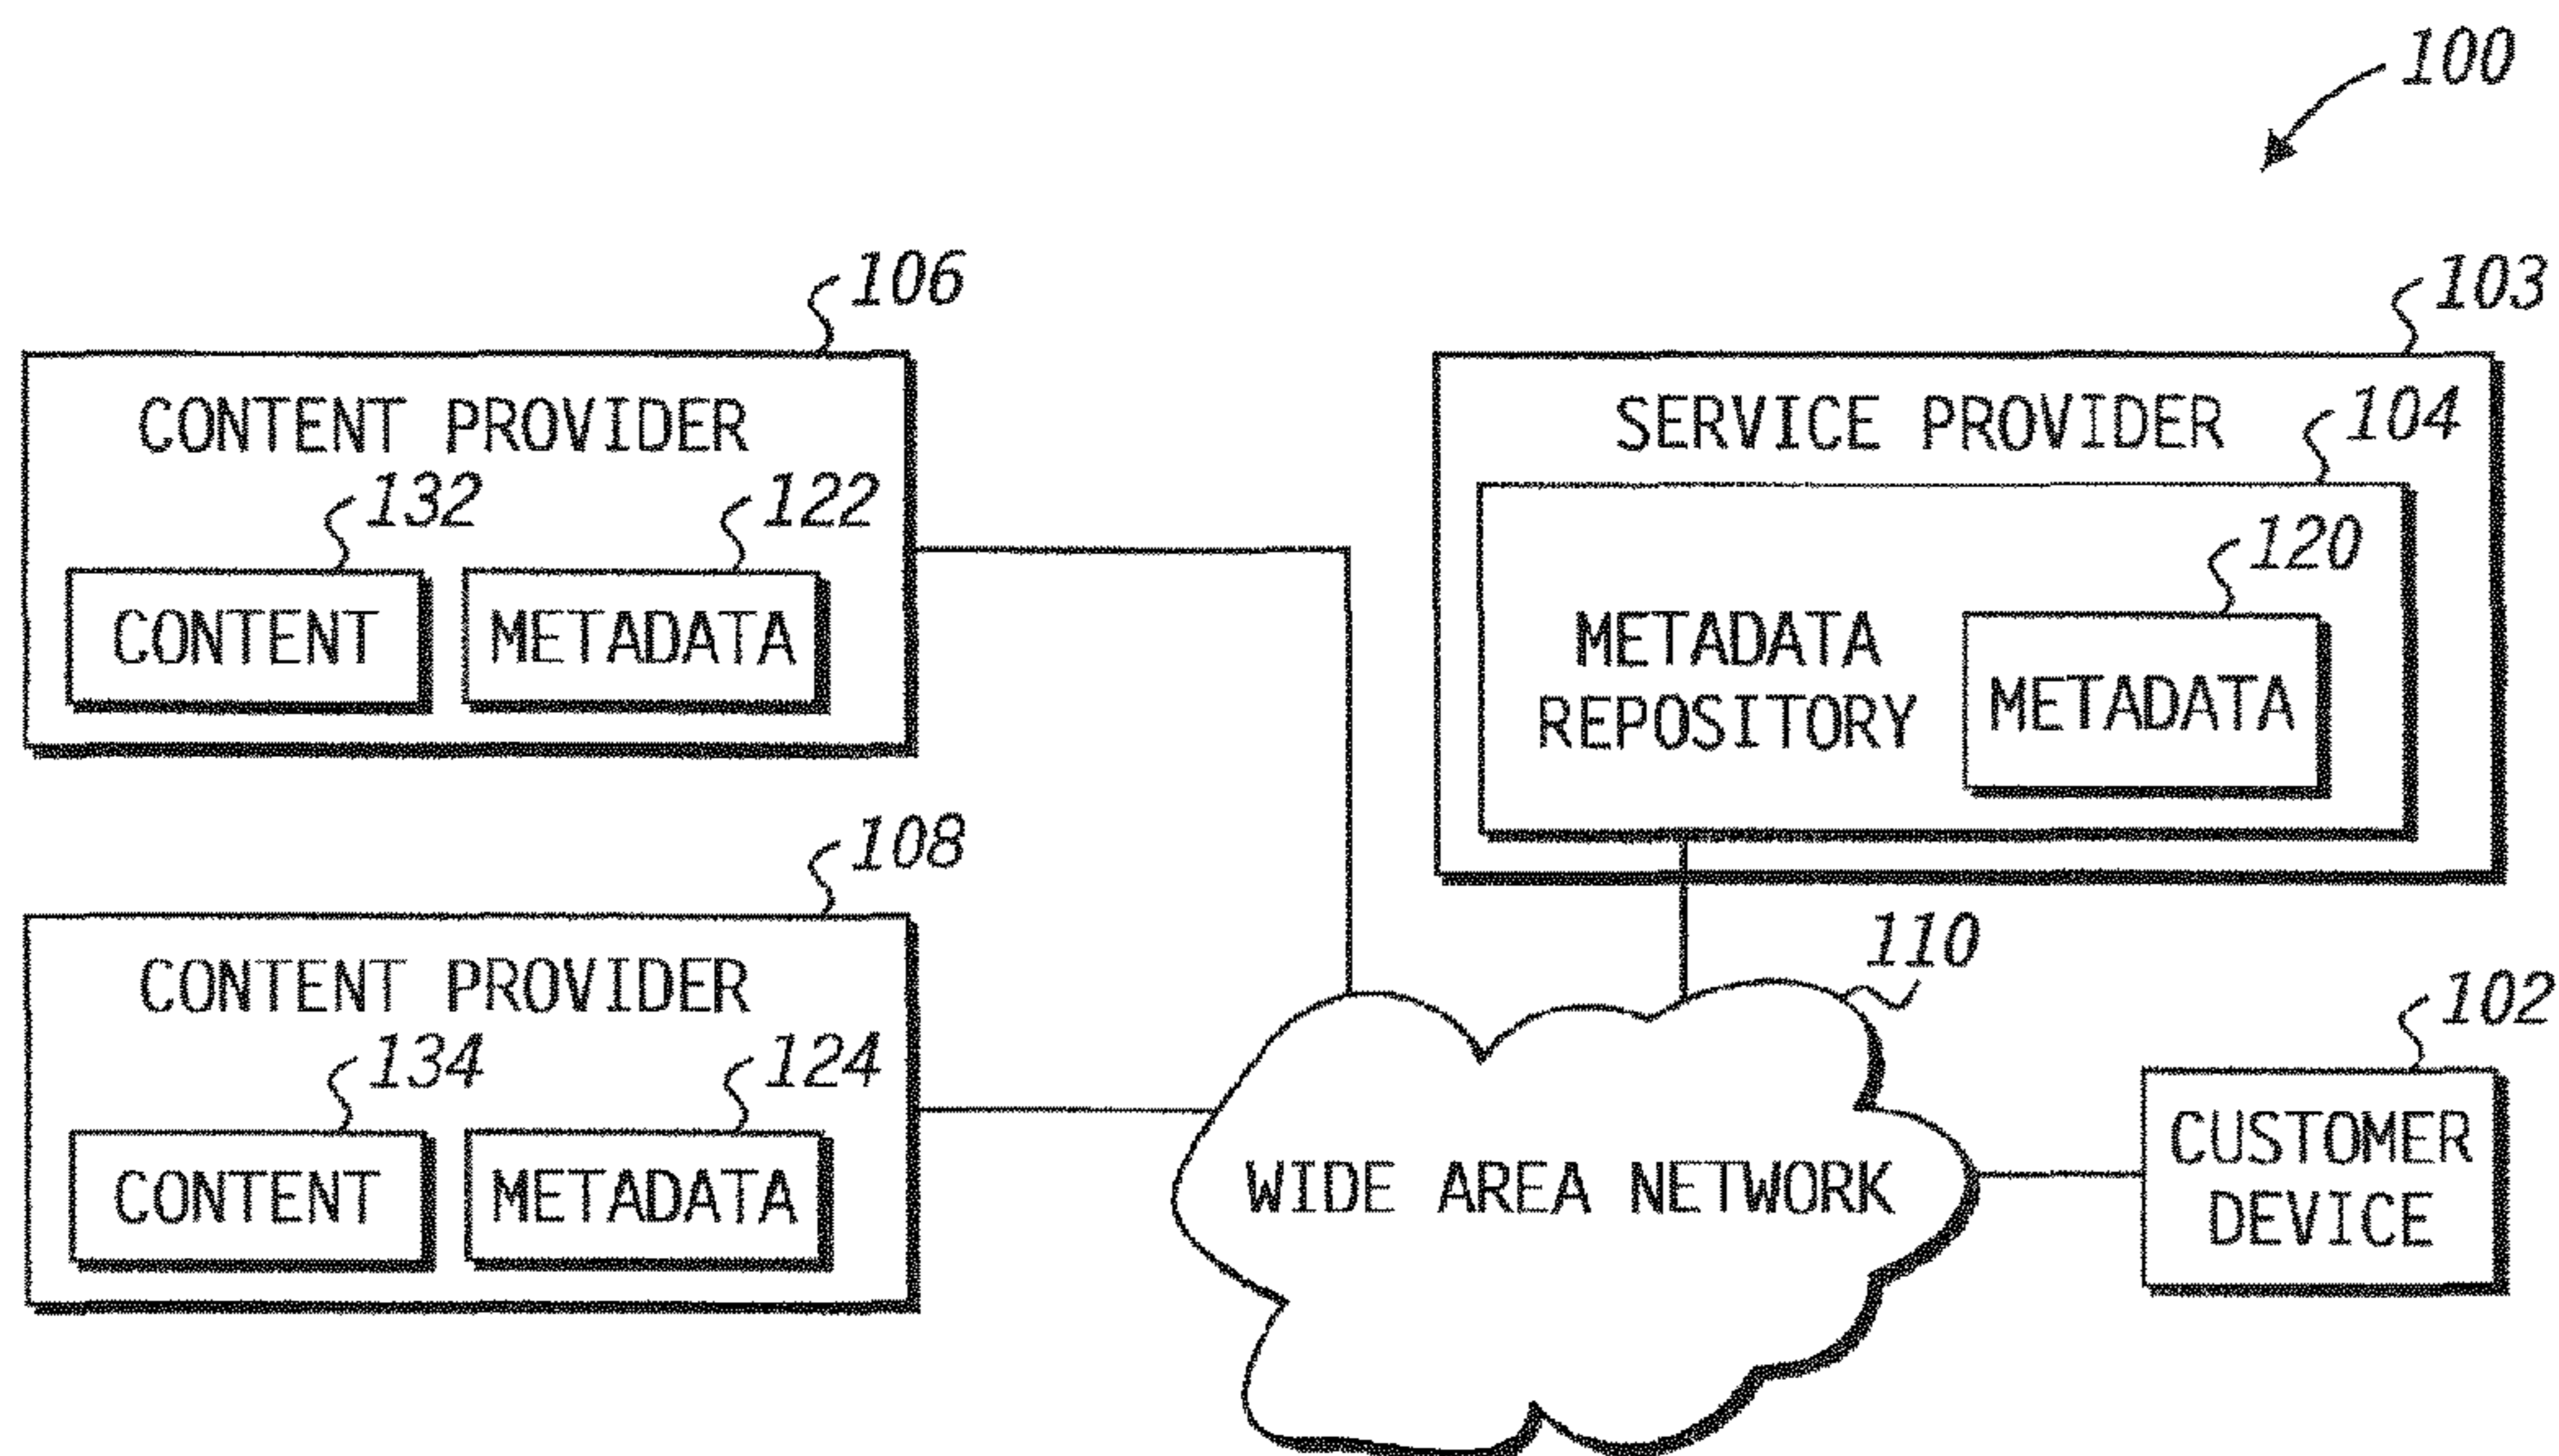 100
106
CONTENT PROVIDER
132
122
CONTENT
METADATA
103
SERVICE PROVIDER
104
120
METADATA
REPOSITORY
METADATA
108
CONTENT PROVIDER
134
124
CONTENT
METADATA
110
WIDE AREA NETWORK
102
CUSTOMER
DEVICE